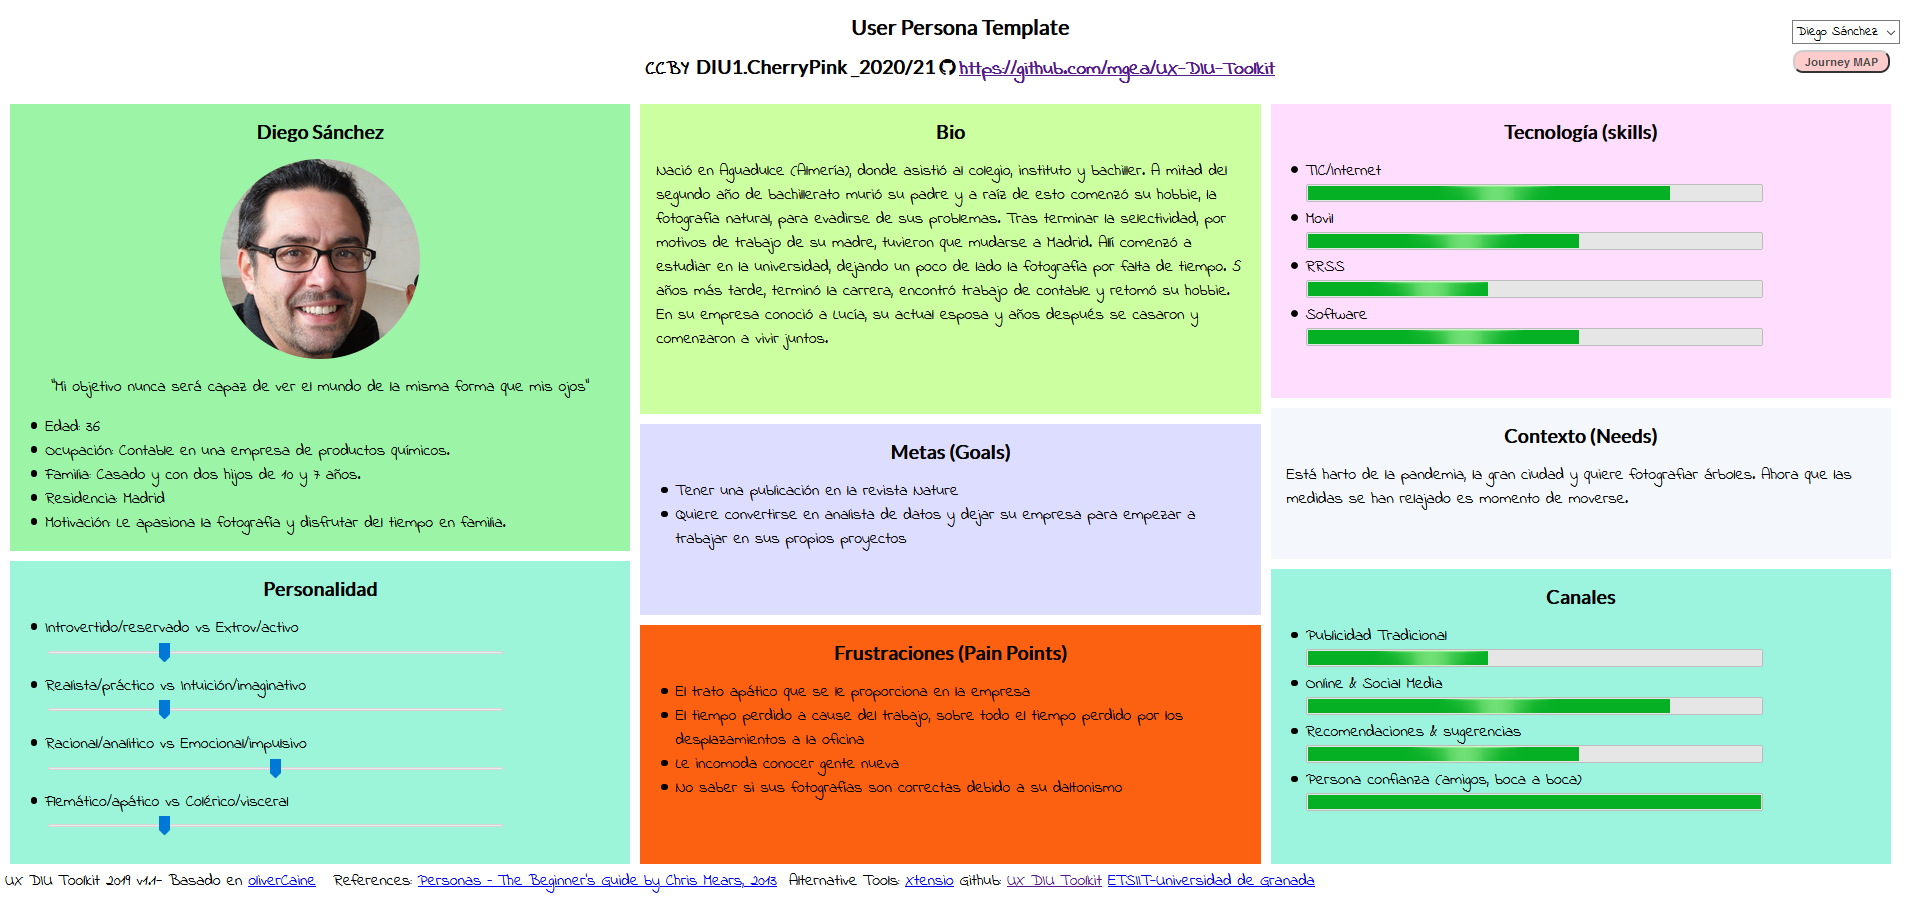 User Persona Template
CCBY DIU1.CherryPink_2020/21 https://github.com/mgea/UX-DIU-Toolkit
Diego Sánchez
Journey MAP
Diego Sánchez
"Mi objetivo nunca será capaz de ver el mundo de la misma forma que mis ojos"
Edad: 36
Ocupación: Contable en una empresa de productos químicos.
Familia: Casado y con dos hijos de 10 y 7 años.
Residencia: Madrid
Motivación: Le apasiona la fotografía y disfrutar del tiempo en familia.
Personalidad
Introvertido/reservado vs Extrov/activo
Realista/práctico vs Intuición/imaginativo
Racional/analítico vs Emocional/impulsivo
Flemático/apático vs Colérico/visceral
Bio
Nació en Aguadulce (Almería), donde asistió al colegio, instituto y bachiller. A mitad del
segundo año de bachillerato murió su padre y a raíz de esto comenzó su hobbie, la
fotografía natural, para evadirse de sus problemas. Tras terminar la selectividad, por
motivos de trabajo de su madre, tuvieron que mudarse a Madrid. Allí comenzó a
estudiar en la universidad, dejando un poco de lado la fotografía por falta de tiempo. 5
años más tarde, terminó la carrera, encontró trabajo de contable y retomó su hobbie.
En su empresa conoció a Lucía, su actual esposa y años después se casaron y
comenzaron a vivir juntos.
Metas (Goals)
Tener una publicación en la revista Nature
Quiere convertirse en analista de datos y dejar su empresa para empezar a
trabajar en sus propios proyectos
Frustraciones (Pain Points)
El trato apático que se le proporciona en la empresa
El tiempo perdido a cause del trabajo, sobre todo el tiempo perdido por los
desplazamientos a la oficina
Le incomoda conocer gente nueva
No saber si sus fotografías son correctas debido a su daltonismo
Tecnología (skills)
TIC/Internet
Movil
RRSS
Software
Contexto (Needs)
Está harto de la pandemia, la gran ciudad y quiere fotografiar árboles. Ahora que las
medidas se han relajado es momento de moverse.
Canales
Publicidad Tradicional
Online & Social Media
Recomendaciones & sugerencias
Persona confianza (amigos, boca a boca)
UX DIU Toolkit 2019 v1.1- Basado en oliverCaine References: Personas - The Beginner's Guide by Chris Mears, 2013 Alternative Tools: Xtensio Github: UX DIU Toolkit ETSIIT-Universidad de Granada